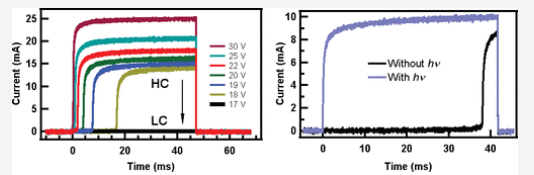 25
20
15
10
5
0
Current (mA)
0
20
40
60
Time (ms)
30 V
25 V
22 V
20 V
19 V
18 V
17 V
HC
LC
10
8
6
4
2
0
Current (mA)
0
20
40
Time (ms)
Without hν
With hν